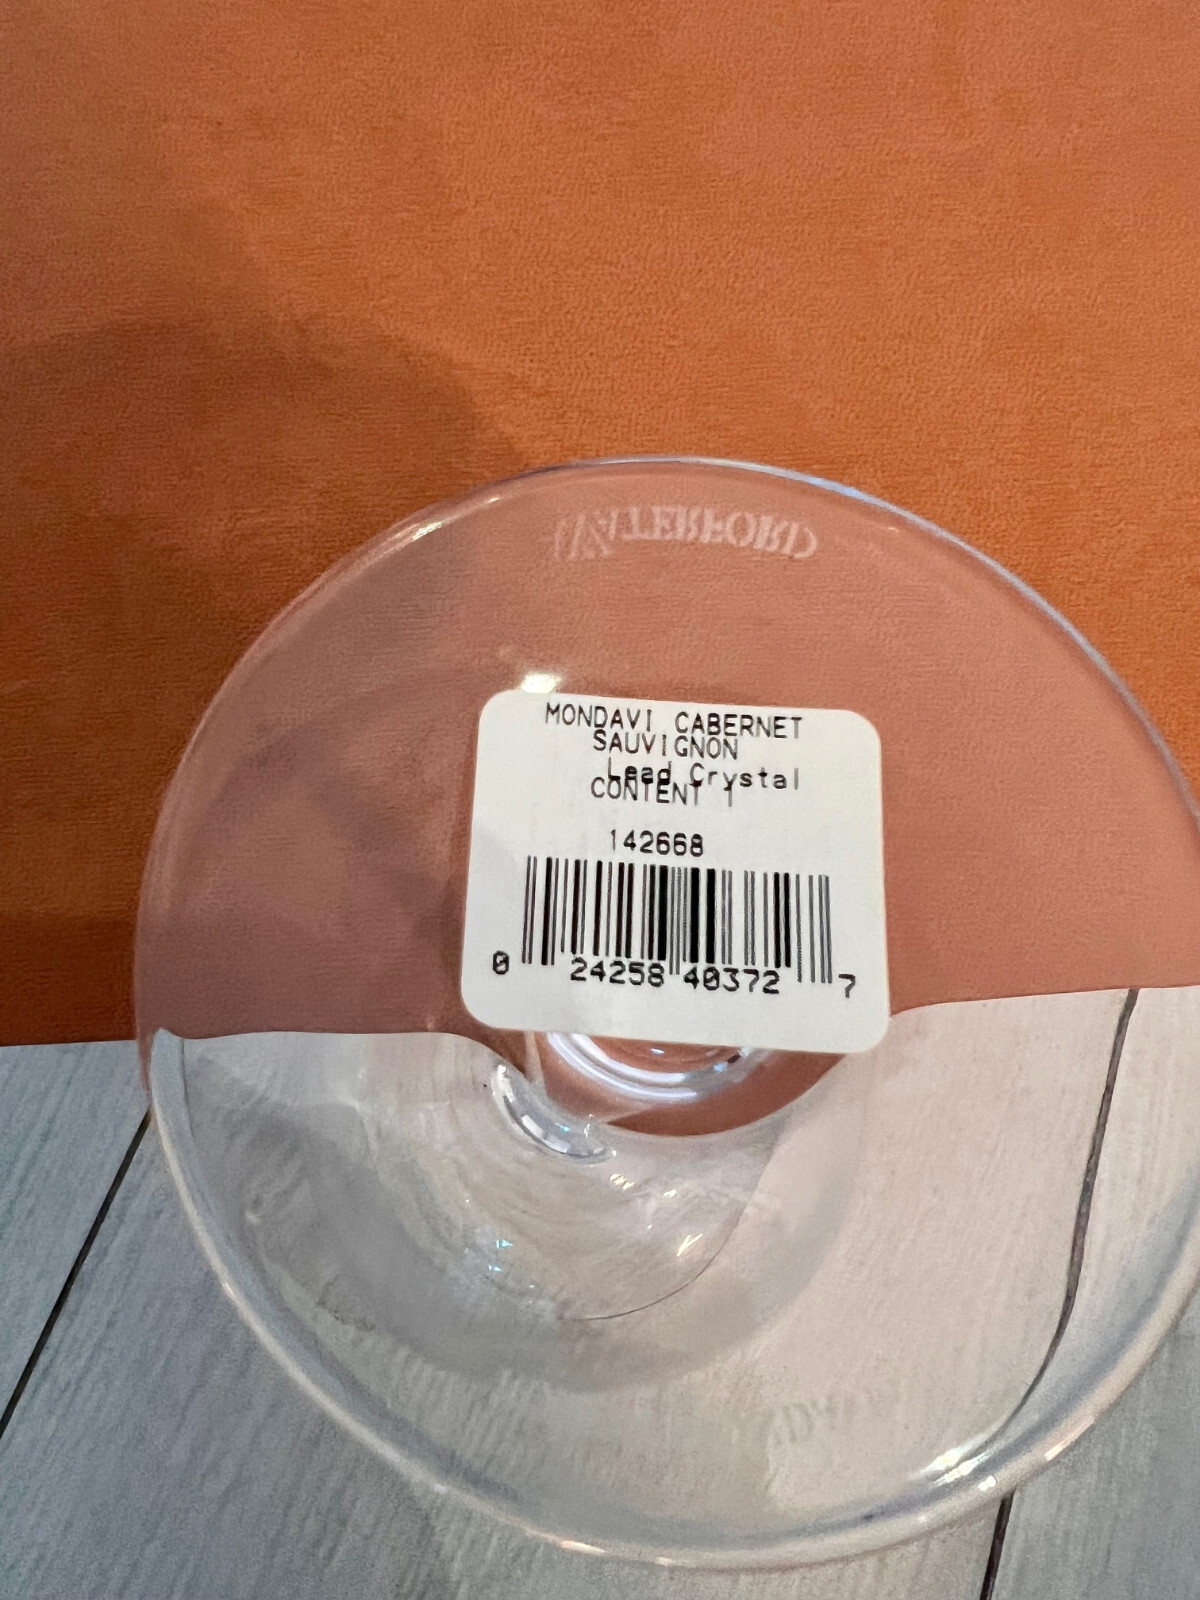 WATERFORD
MONDAVI CABERNET
SAUVIGNON
Lead Crystal
CONTENT 1
142668
0 24258 40372 7